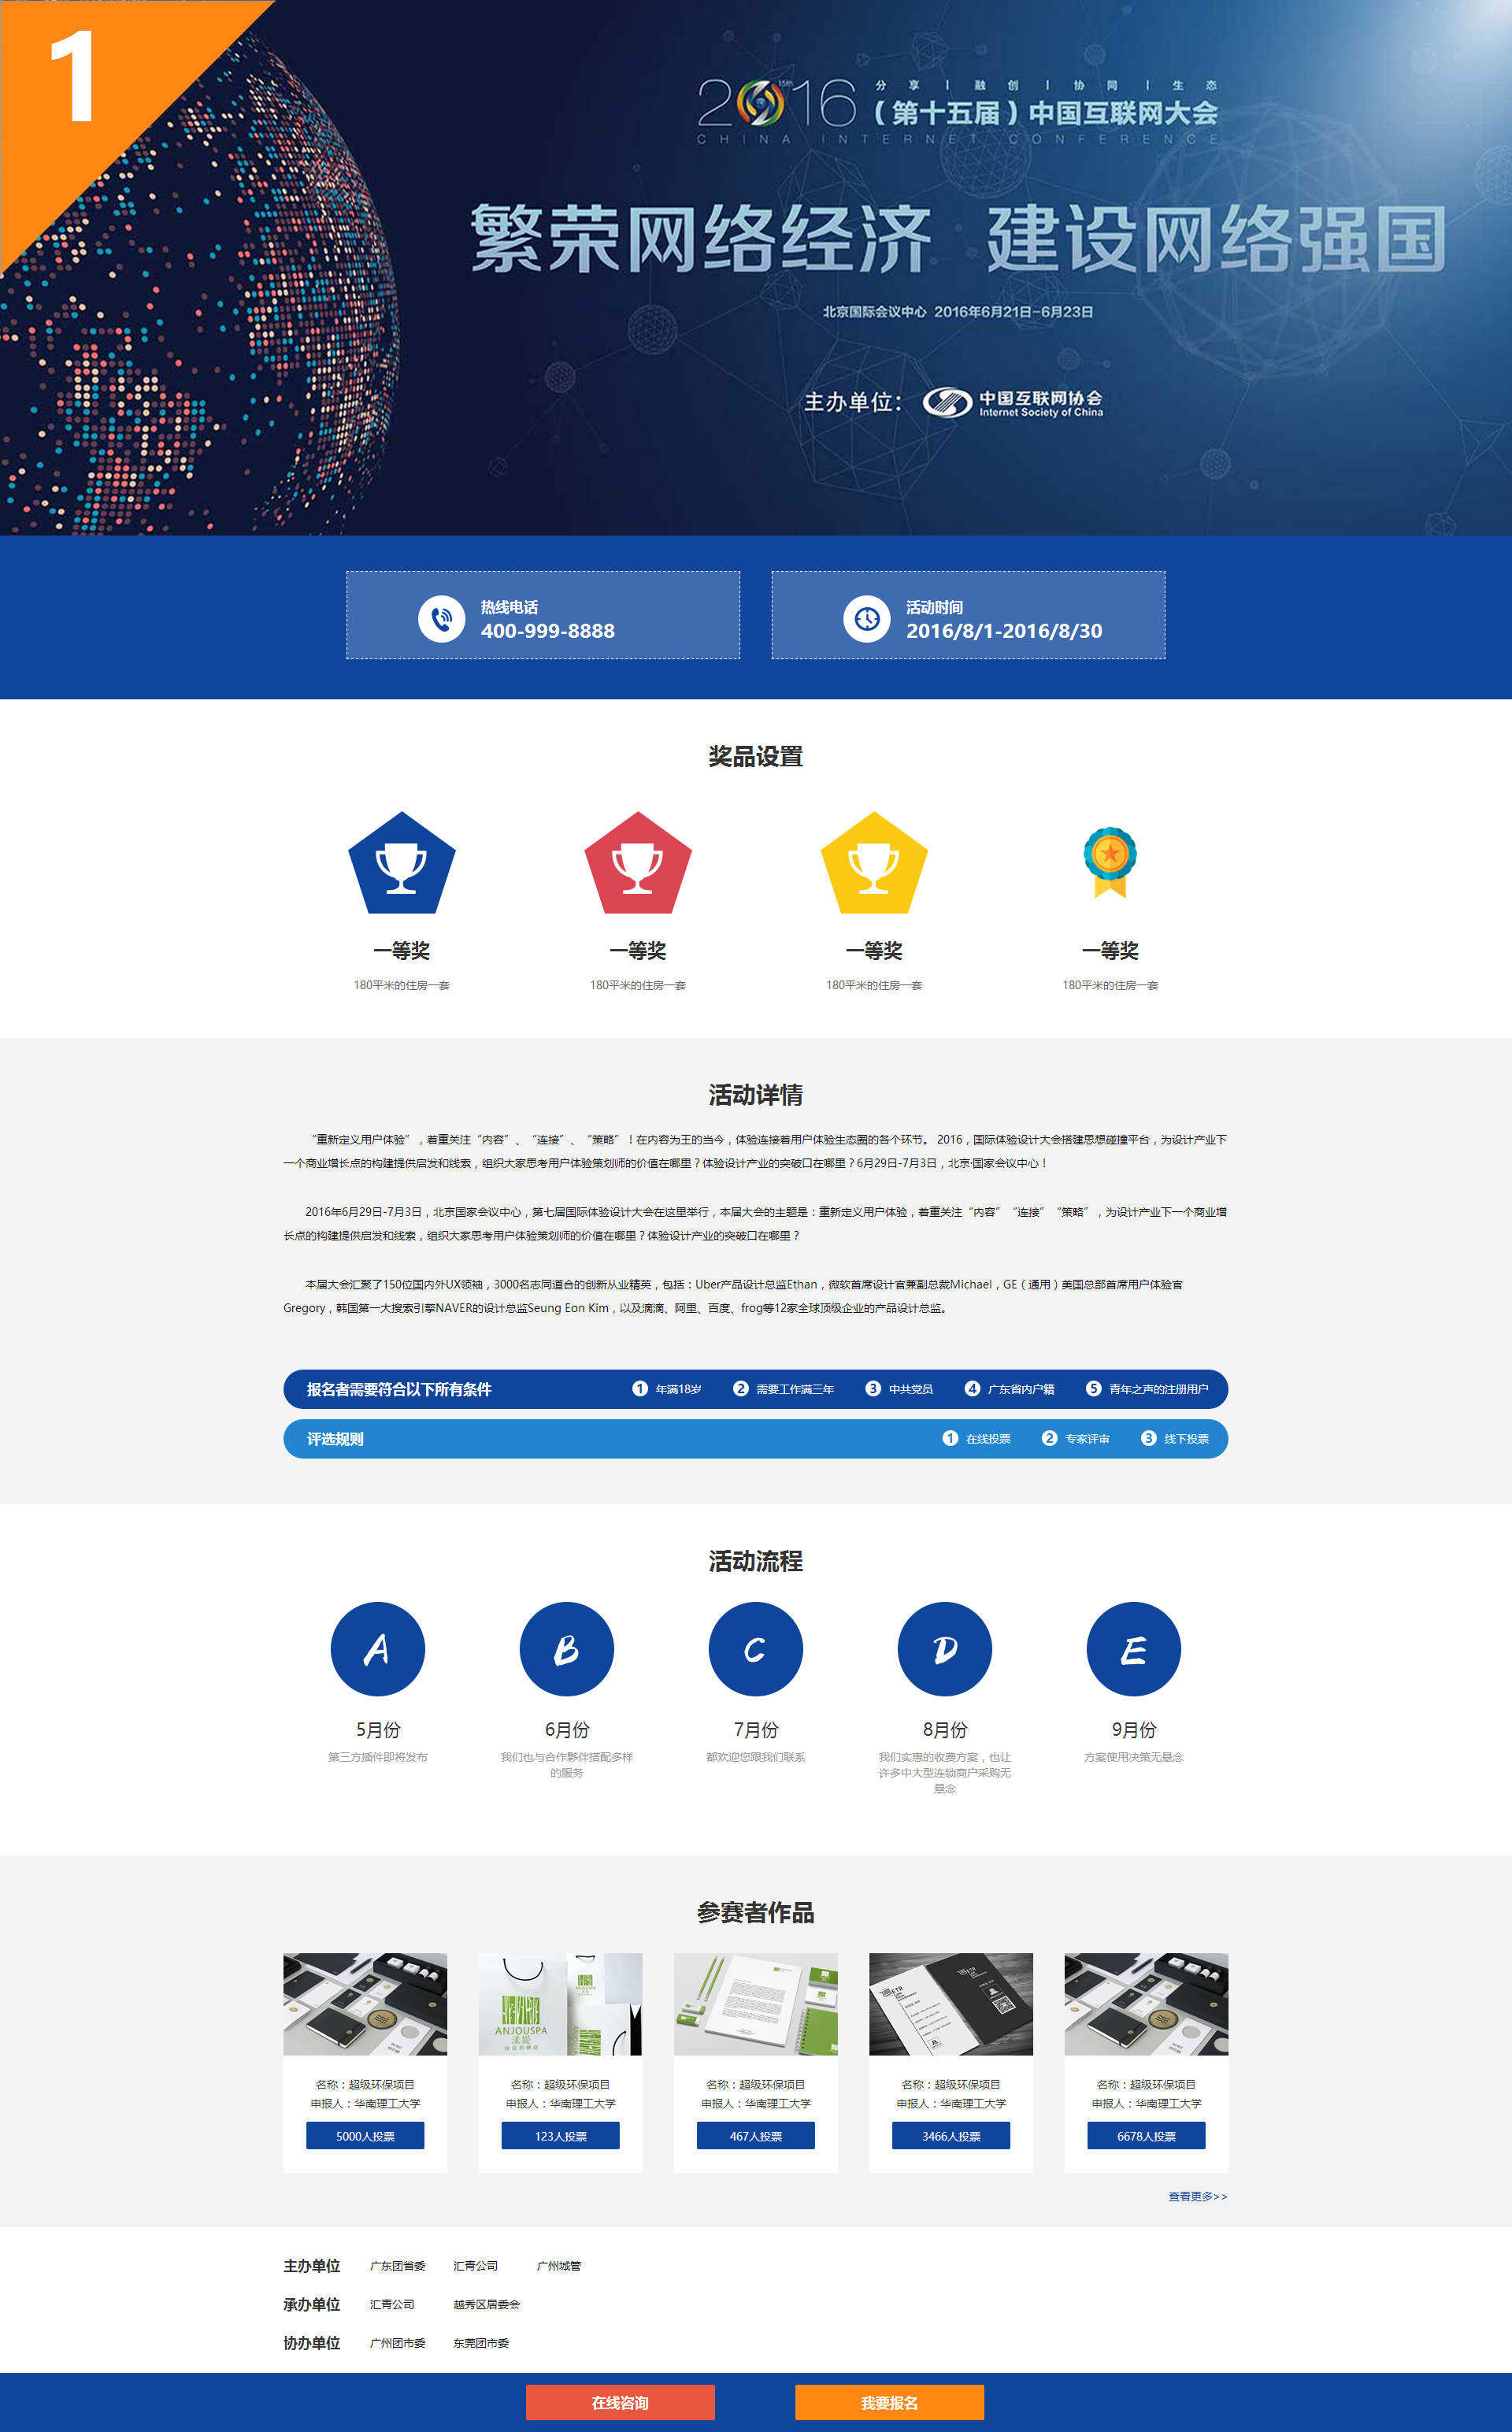 1
2016
15th
分 享 | 融 创 | 协 同 | 生 态
（第十五届）中国互联网大会
CHINA INTERNET CONFERENCE
繁荣网络经济 建设网络强国
北京国际会议中心 2016年6月21日-6月23日
主办单位：
中国互联网协会
Internet Society of China
热线电话
400-999-8888
活动时间
2016/8/1-2016/8/30
奖品设置
一等奖 一等奖 一等奖 一等奖
180平米的住房一套 180平米的住房一套 180平米的住房一套 180平米的住房一套
活动详情
“重新定义用户体验”，着重关注“内容”、“连接”、“策略”！在内容为王的当今，体验连接着用户体验生态圈的各个环节。 2016，国际体验设计大会搭建思想碰撞平台，为设计产业下
一个商业增长点的构建提供启发和线索，组织大家思考用户体验策划师的价值在哪里？体验设计产业的突破口在哪里？6月29日-7月3日，北京·国家会议中心！
2016年6月29日-7月3日，北京国家会议中心，第七届国际体验设计大会在这里举行，本届大会的主题是：重新定义用户体验，着重关注“内容”“连接”“策略”，为设计产业下一个商业增
长点的构建提供启发和线索，组织大家思考用户体验策划师的价值在哪里？体验设计产业的突破口在哪里？
本届大会汇聚了150位国内外UX领袖，3000名志同道合的创新从业精英，包括：Uber产品设计总监Ethan，微软首席设计官兼副总裁Michael，GE（通用）美国总部首席用户体验官
Gregory，韩国第一大搜索引擎NAVER的设计总监Seung Eon Kim，以及滴滴、阿里、百度、frog等12家全球顶级企业的产品设计总监。
报名者需要符合以下所有条件 1 年满18岁 2 需要工作满三年 3 中共党员 4 广东省内户籍 5 青年之声的注册用户
评选规则 1 在线投票 2 专家评审 3 线下投票
活动流程
A B C D E
5月份 6月份 7月份 8月份 9月份
第三方插件即将发布
我们也与合作夥伴搭配多样
的服务
都欢迎您跟我们联系
我们实惠的收费方案，也让
许多中大型连锁商户采购无
悬念
方案使用决策无悬念
参赛者作品
ANJOUSPA
名称：超级环保项目 名称：超级环保项目 名称：超级环保项目 名称：超级环保项目 名称：超级环保项目
申报人：华南理工大学 申报人：华南理工大学 申报人：华南理工大学 申报人：华南理工大学 申报人：华南理工大学
5000人投票 123人投票 467人投票 3466人投票 6678人投票
查看更多>>
主办单位 广东团省委 汇青公司 广州城管
承办单位 汇青公司 越秀区居委会
协办单位 广州团市委 东莞团市委
在线咨询 我要报名